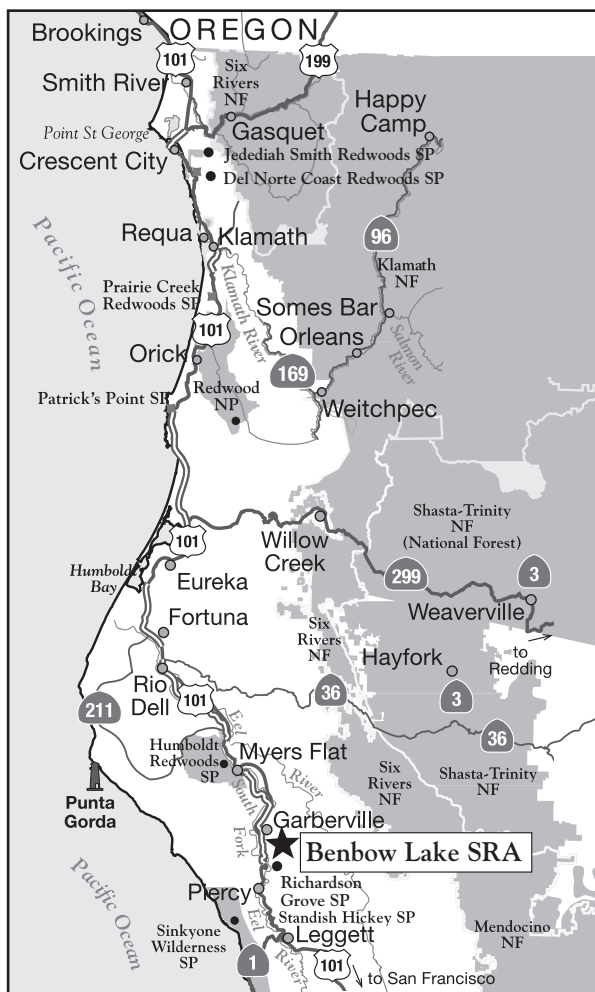 OREGON
Brookings
101
199
Smith River
Six
Rivers
NF
Happy
Camp
Point St George
Gasquet
Crescent City
Jedediah Smith Redwoods SP
Del Norte Coast Redwoods SP
Requa
Klamath
96
Klamath
NF
Pacific Ocean
Klamath River
Prairie Creek
Redwoods SP
Somes Bar
101
Orleans
Salmon
River
Orick
169
Redwood
NP
Patrick's Point SP
Weitchpec
Shasta-Trinity
NF
(National Forest)
101
Willow
Creek
Humboldt
Bay
Eureka
299
3
Weaverville
Fortuna
Six
Rivers
NF
to
Redding
Hayfork
Rio
Dell
101
36
3
211
Eel
River
36
Humboldt
Redwoods
SP
Myers Flat
Six
Rivers
NF
Shasta-Trinity
NF
Punta
Gorda
South
Fork
Eel
River
Garberville
Benbow Lake SRA
Pacific Ocean
Richardson
Grove SP
Piercy
Standish Hickey SP
Sinkyone
Wilderness
SP
Mendocino
NF
Leggett
1
101
to San Francisco